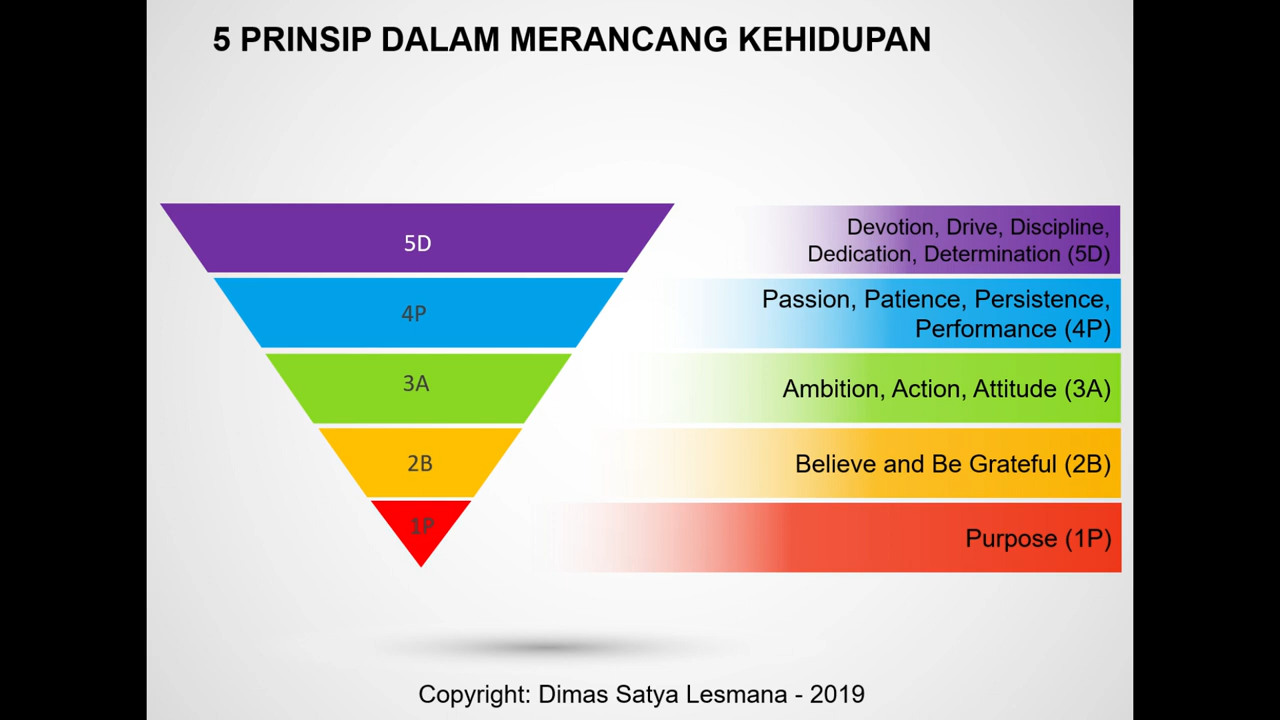 5 PRINSIP DALAM MERANCANG KEHIDUPAN
5D
Devotion, Drive, Discipline,
Dedication, Determination (5D)
4P
Passion, Patience, Persistence,
Performance (4P)
3A
Ambition, Action, Attitude (3A)
2B
Believe and Be Grateful (2B)
1P
Purpose (1P)
Copyright: Dimas Satya Lesmana - 2019